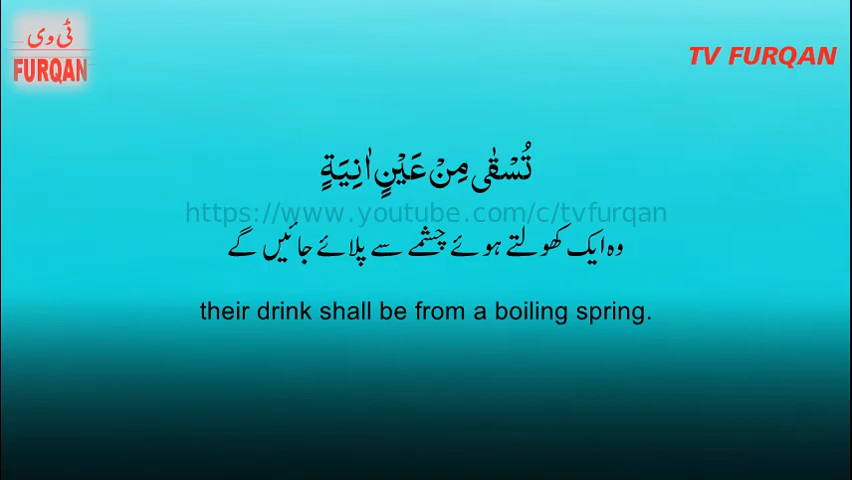 ٹی وی
FURQAN
TV FURQAN
تُسْقٰى مِنْ عَيْنٍ اٰنِيَةٍ
https://www.youtube.com/c/tvfurqan
وہ ایک کھولتے ہوئے چشمے سے پلائے جائیں گے
their drink shall be from a boiling spring.